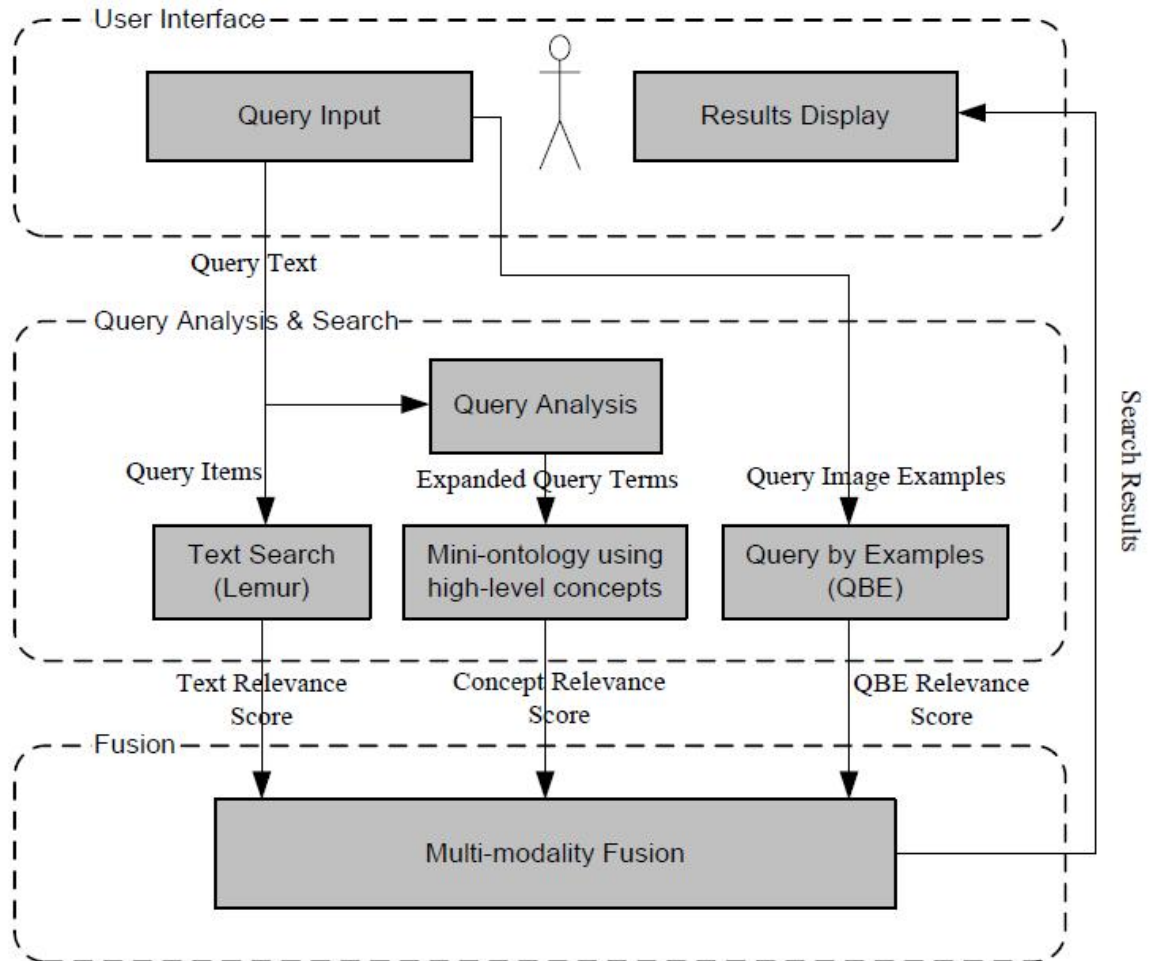 User Interface
Query Input
Results Display
Query Text
Query Analysis & Search
Query Analysis
Query Items
Expanded Query Terms
Query Image Examples
Text Search
(Lemur)
Mini-ontology using
high-level concepts
Query by Examples
(QBE)
Search Results
Text Relevance
Score
Concept Relevance
Score
QBE Relevance
Score
Fusion
Multi-modality Fusion